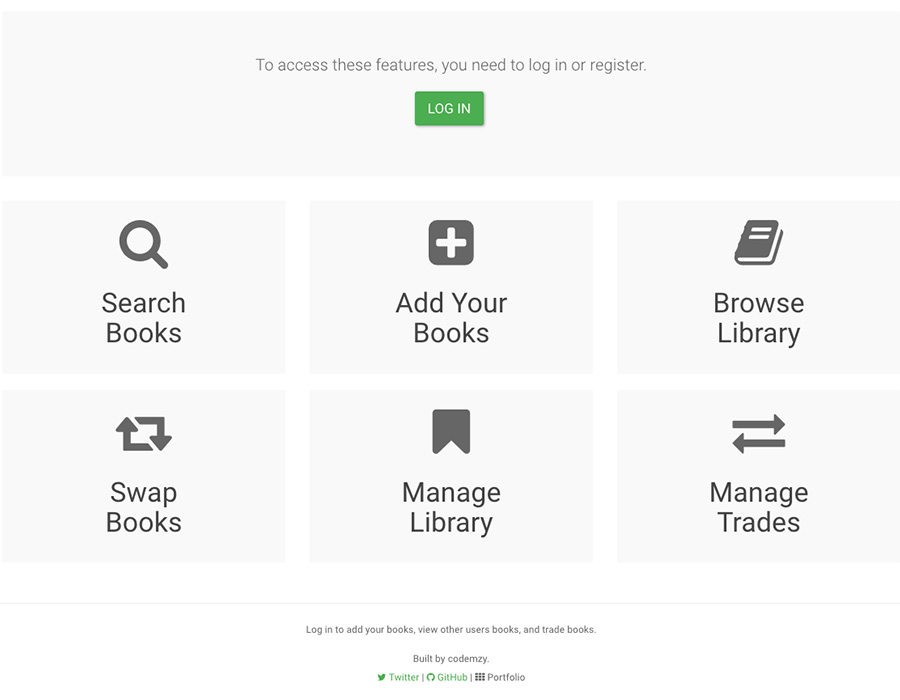 To access these features, you need to log in or register.
LOG IN
Search
Books
Add Your
Books
Browse
Library
Swap
Books
Manage
Library
Manage
Trades
Log in to add your books, view other users books, and trade books.
Built by codemzy.
Twitter | GitHub | Portfolio